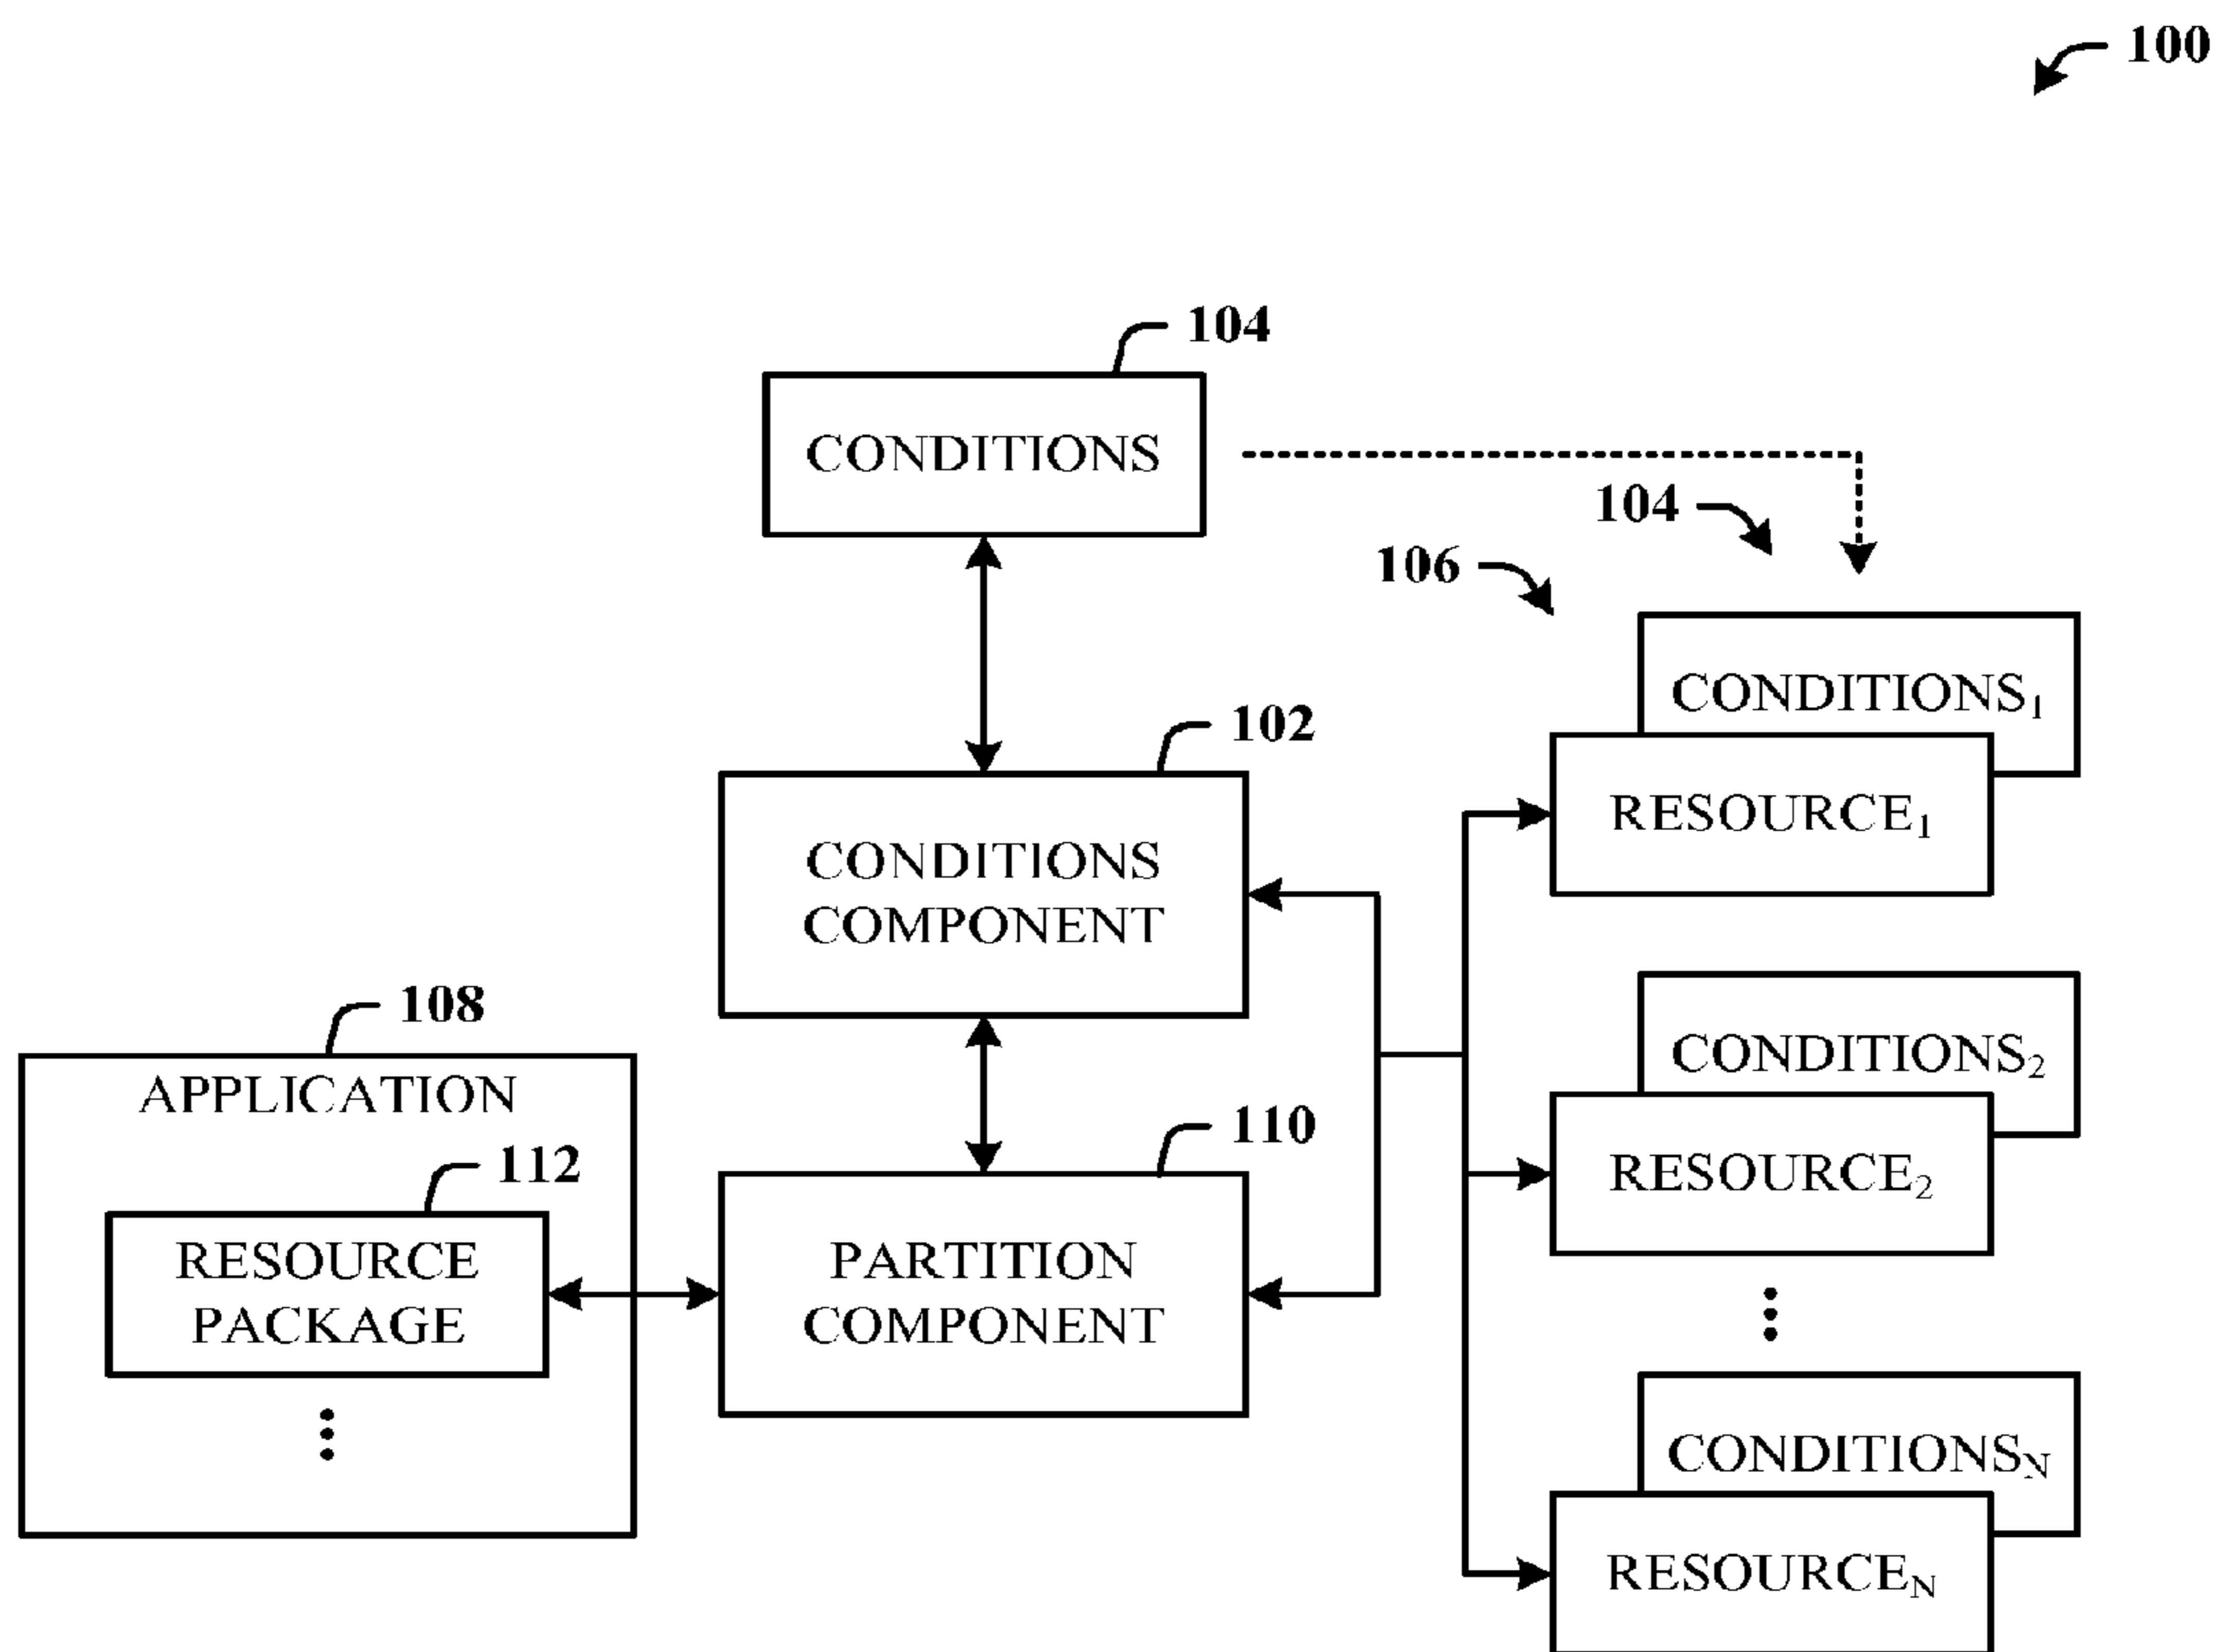 100
104
CONDITIONS
104
106
CONDITIONS₁
102
RESOURCE₁
CONDITIONS
COMPONENT
108
CONDITIONS₂
APPLICATION
110
112
RESOURCE₂
RESOURCE
PACKAGE
PARTITION
COMPONENT
CONDITIONSN
RESOURCEN